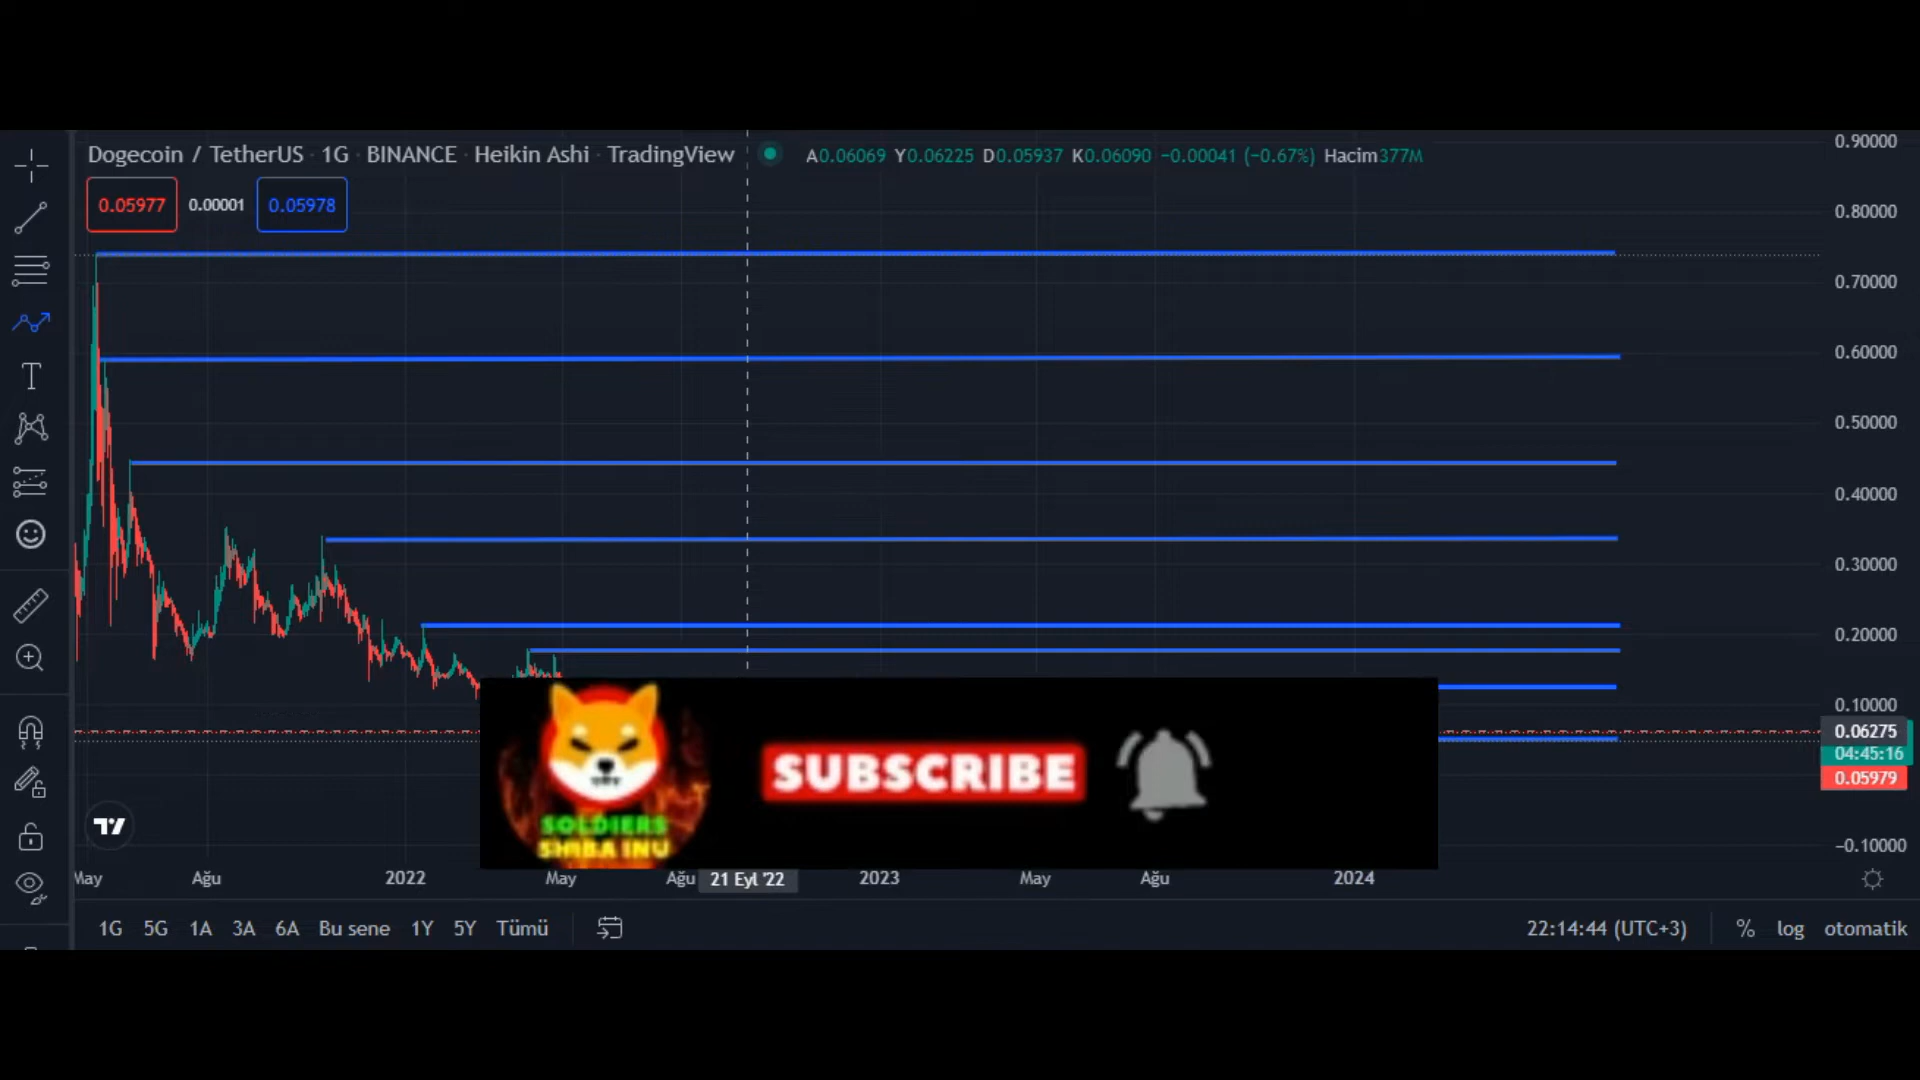 Dogecoin / TetherUS · 1G · BINANCE · Heikin Ashi · TradingView A0.06069 Y0.06225 D0.05937 K0.06090 −0.00041 (−0.67%) Hacim377M
0.05977 0.00001 0.05978
0.90000
0.80000
0.70000
0.60000
0.50000
0.40000
0.30000
0.20000
0.10000
0.06275
04:45:16
0.05979
−0.10000
SUBSCRIBE
SOLDIERS
SHIBA INU
May Ağu 2022 May Ağu 21 Eyl '22 2023 May Ağu 2024
1G 5G 1A 3A 6A Bu sene 1Y 5Y Tümü 22:14:44 (UTC+3) % log otomatik